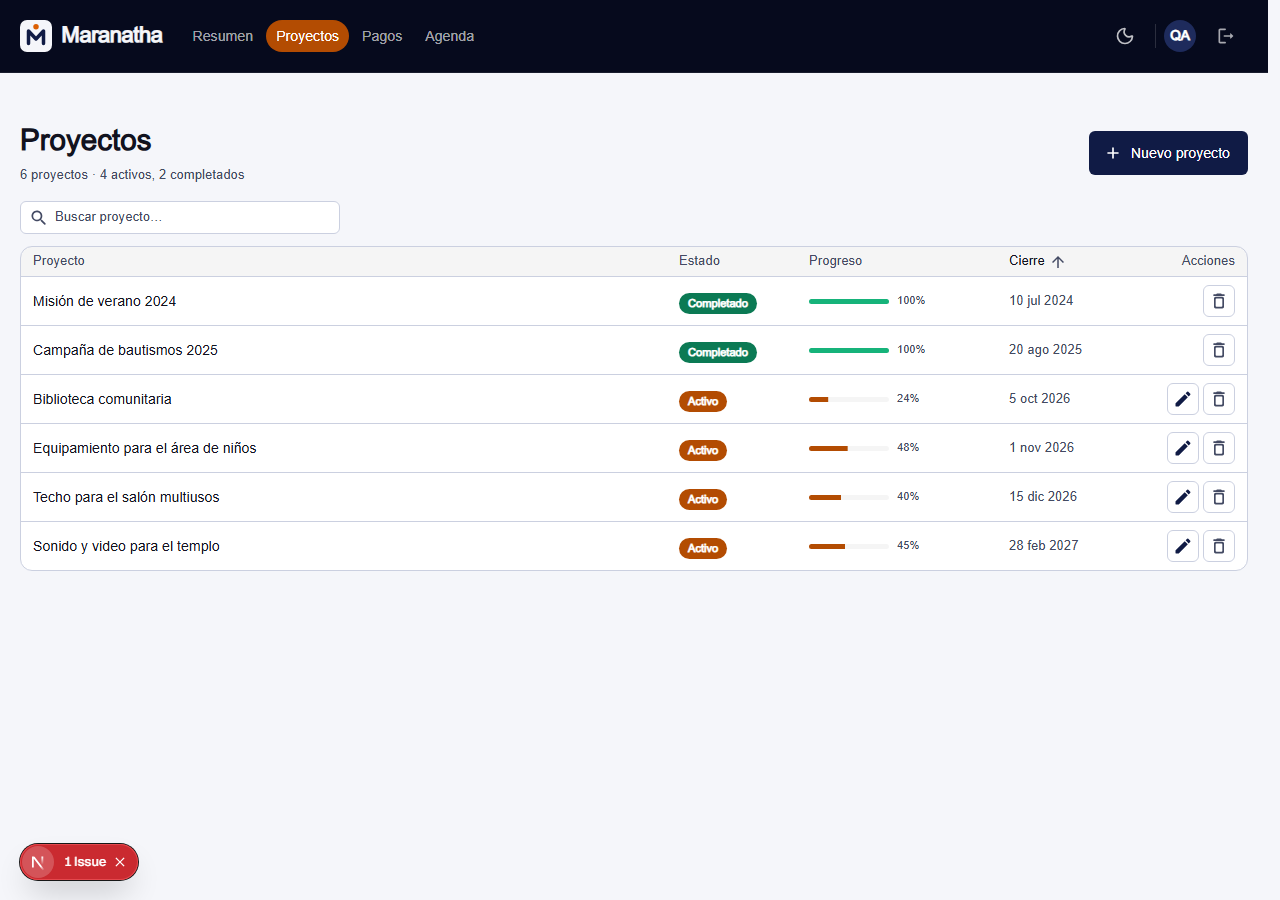 Maranatha Resumen Proyectos Pagos Agenda QA
Proyectos
6 proyectos · 4 activos, 2 completados
+ Nuevo proyecto
Buscar proyecto...
Proyecto Estado Progreso Cierre Acciones
Misión de verano 2024 Completado 100% 10 jul 2024
Campaña de bautismos 2025 Completado 100% 20 ago 2025
Biblioteca comunitaria Activo 24% 5 oct 2026
Equipamiento para el área de niños Activo 48% 1 nov 2026
Techo para el salón multiusos Activo 40% 15 dic 2026
Sonido y video para el templo Activo 45% 28 feb 2027
N 1 Issue